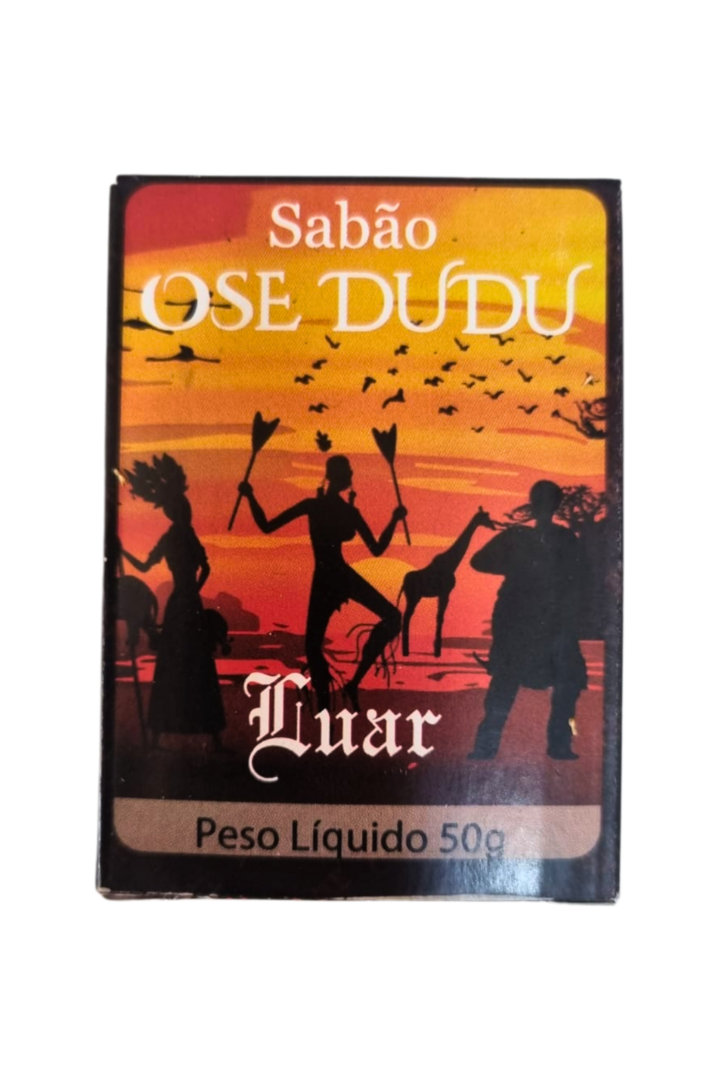 Sabão
OSE DUDU
Luar
Peso Líquido 50g